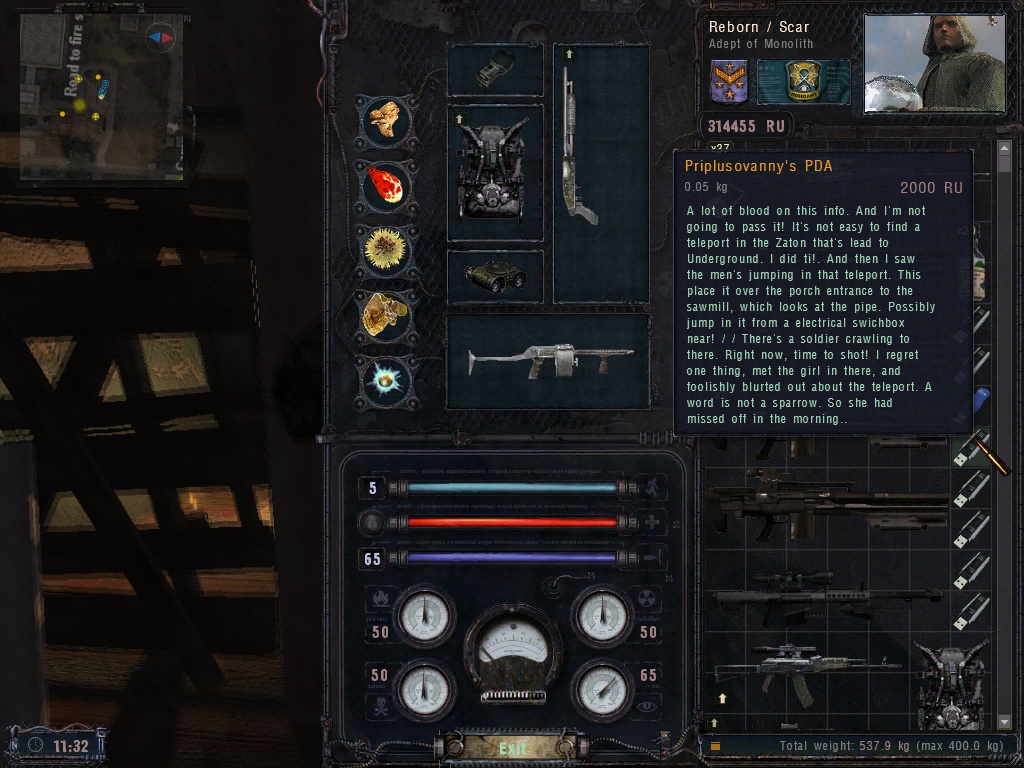 Road to fire s
Reborn / Scar
Adept of Monolith
314455 RU
x27
Priplusovanny's PDA
0.05 kg
2000 RU
A lot of blood on this info. And I'm not
going to pass it! It's not easy to find a
teleport in the Zaton that's lead to
Underground. I did ti!. And then I saw
the men's jumping in that teleport. This
place it over the porch entrance to the
sawmill, which looks at the pipe. Possibly
jump in it from a electrical swichbox
near! / / There's a soldier crawling to
there. Right now, time to shot! I regret
one thing, met the girl in there, and
foolishly blurted out about the teleport. A
word is not a sparrow. So she had
missed off in the morning..
5
65
50
50
50
65
11:32
Exit
Total weight: 537.9 kg (max 400.0 kg)